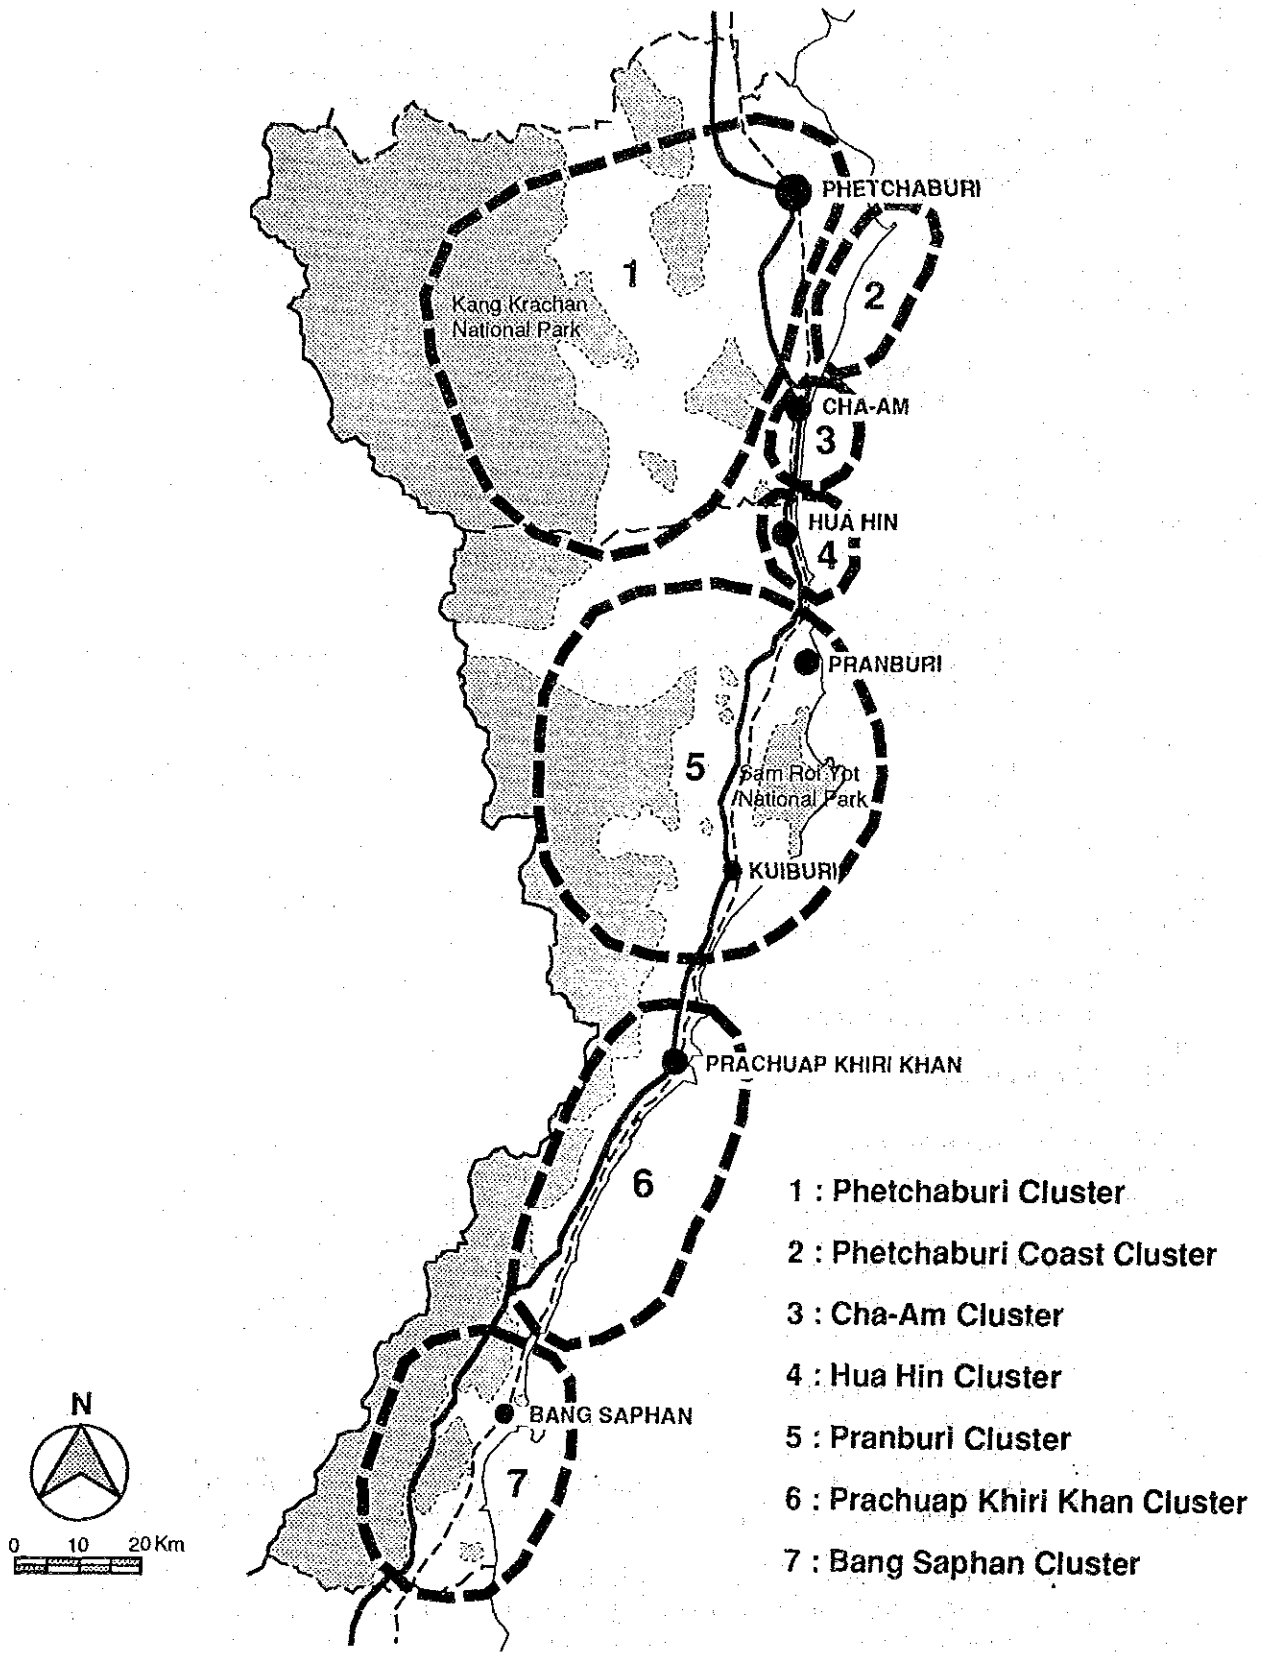 PHETCHABURI
1
2
Kang Krachan
National Park
CHA-AM
3
HUA HIN
4
PRANBURI
5
Sam Roi Yot
National Park
KUIBURI
PRACHUAP KHIRI KHAN
6
1 : Phetchaburi Cluster
2 : Phetchaburi Coast Cluster
3 : Cha-Am Cluster
4 : Hua Hin Cluster
5 : Pranburi Cluster
6 : Prachuap Khiri Khan Cluster
7 : Bang Saphan Cluster
BANG SAPHAN
7
N
0 10 20 Km